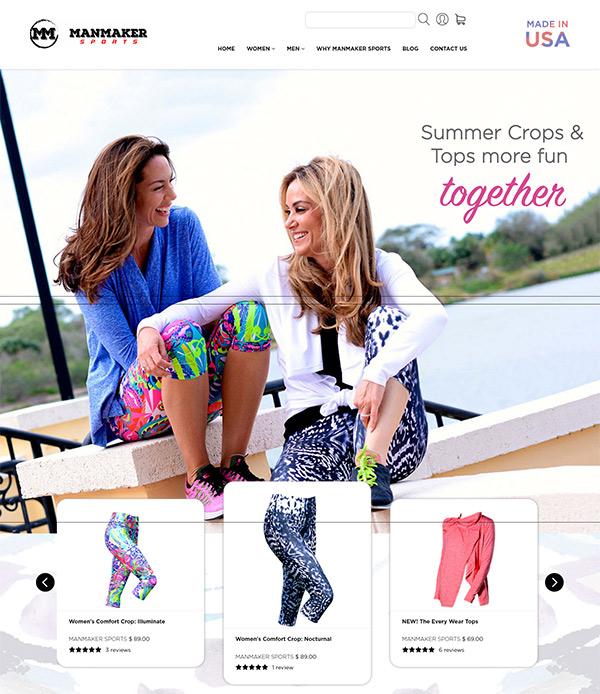 MM MANMAKER
SPORTS
MADE IN
USA
HOME WOMEN MEN WHY MANMAKER SPORTS BLOG CONTACT US
Summer Crops &
Tops more fun
together
Women's Comfort Crop: Illuminate
MANMAKER SPORTS $ 89.00
3 reviews
Women's Comfort Crop: Nocturnal
MANMAKER SPORTS $ 89.00
1 review
NEW! The Every Wear Tops
MANMAKER SPORTS $ 69.00
6 reviews